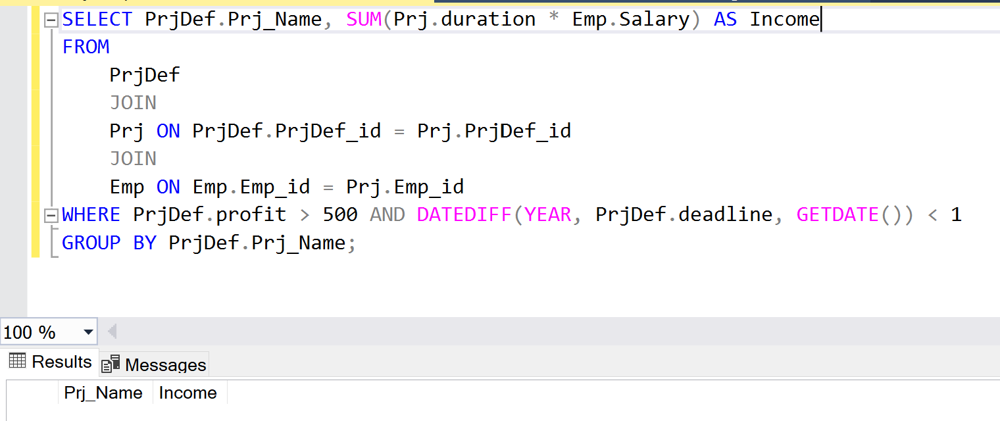 SELECT PrjDef.Prj_Name, SUM(Prj.duration * Emp.Salary) AS Income
FROM
PrjDef
JOIN
Prj ON PrjDef.PrjDef_id = Prj.PrjDef_id
JOIN
Emp ON Emp.Emp_id = Prj.Emp_id
WHERE PrjDef.profit > 500 AND DATEDIFF(YEAR, PrjDef.deadline, GETDATE()) < 1
GROUP BY PrjDef.Prj_Name;
100 %
Results Messages
Prj_Name Income